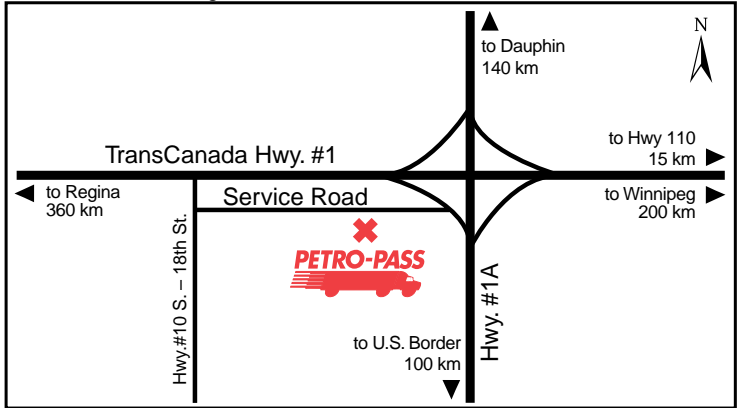 N
to Dauphin
140 km
TransCanada Hwy. #1
to Hwy 110
15 km
to Regina
360 km
Service Road
to Winnipeg
200 km
PETRO-PASS
Hwy.#10 S. – 18th St.
Hwy. #1A
to U.S. Border
100 km